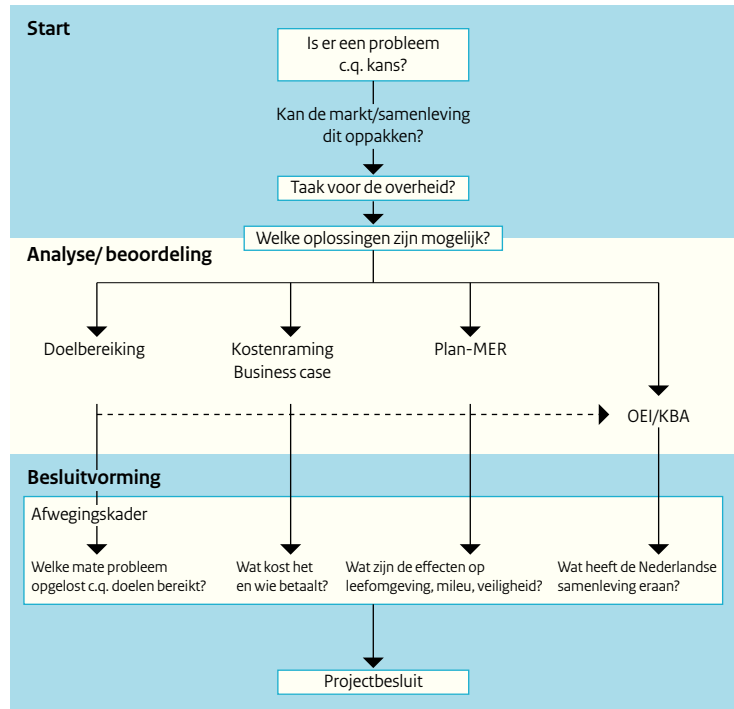 Start
Is er een probleem
c.q. kans?
Kan de markt/samenleving
dit oppakken?
Taak voor de overheid?
Welke oplossingen zijn mogelijk?
Analyse/ beoordeling
Doelbereiking
Kostenraming
Business case
Plan-MER
OEI/KBA
Besluitvorming
Afwegingskader
Welke mate probleem
opgelost c.q. doelen bereikt?
Wat kost het
en wie betaalt?
Wat zijn de effecten op
leefomgeving, mileu, veiligheid?
Wat heeft de Nederlandse
samenleving eraan?
Projectbesluit